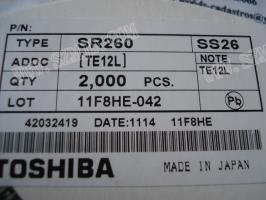 P/N:
TYPE SR260 SS26
ADDC [TE12L] NOTE
TE12L
QTY 2,000 PCS.
LOT 11F8HE-042 Pb
42032419 DATE:1114 11F8HE
TOSHIBA MADE IN JAPAN